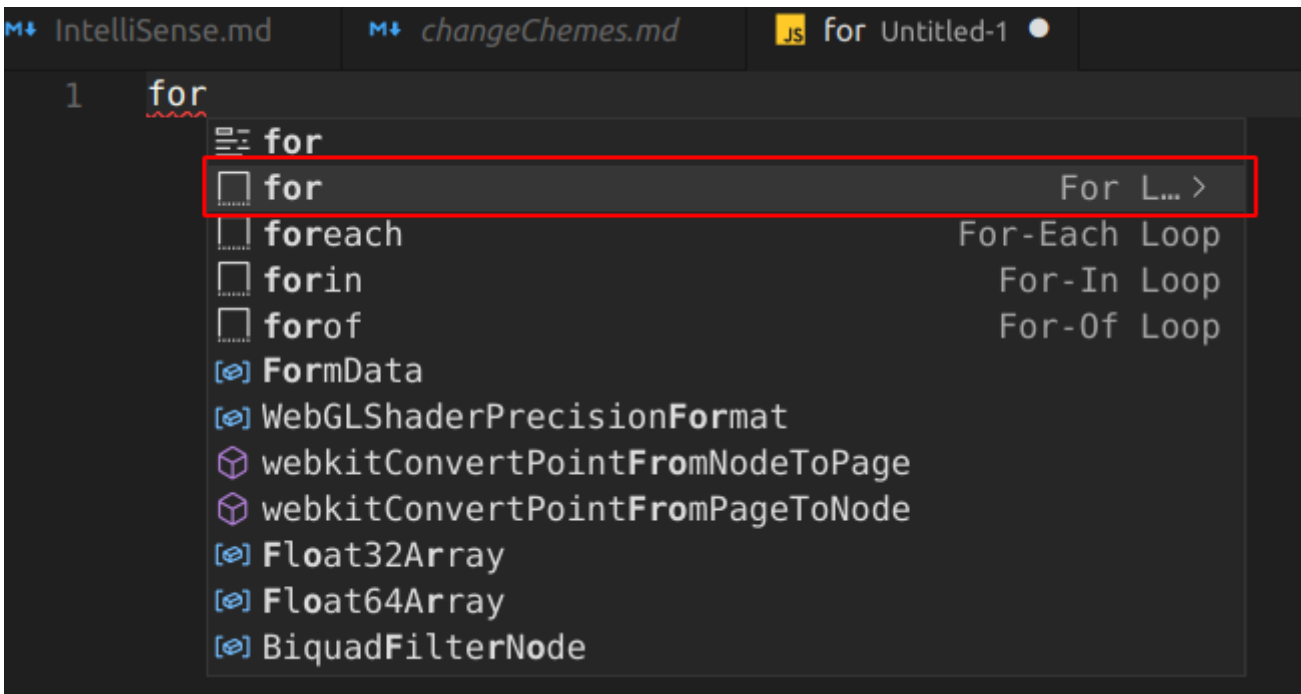 IntelliSense.md changeChemes.md JS for Untitled-1
1 for
for
for For L… >
foreach For-Each Loop
forin For-In Loop
forof For-Of Loop
FormData
WebGLShaderPrecisionFormat
webkitConvertPointFromNodeToPage
webkitConvertPointFromPageToNode
Float32Array
Float64Array
BiquadFilterNode